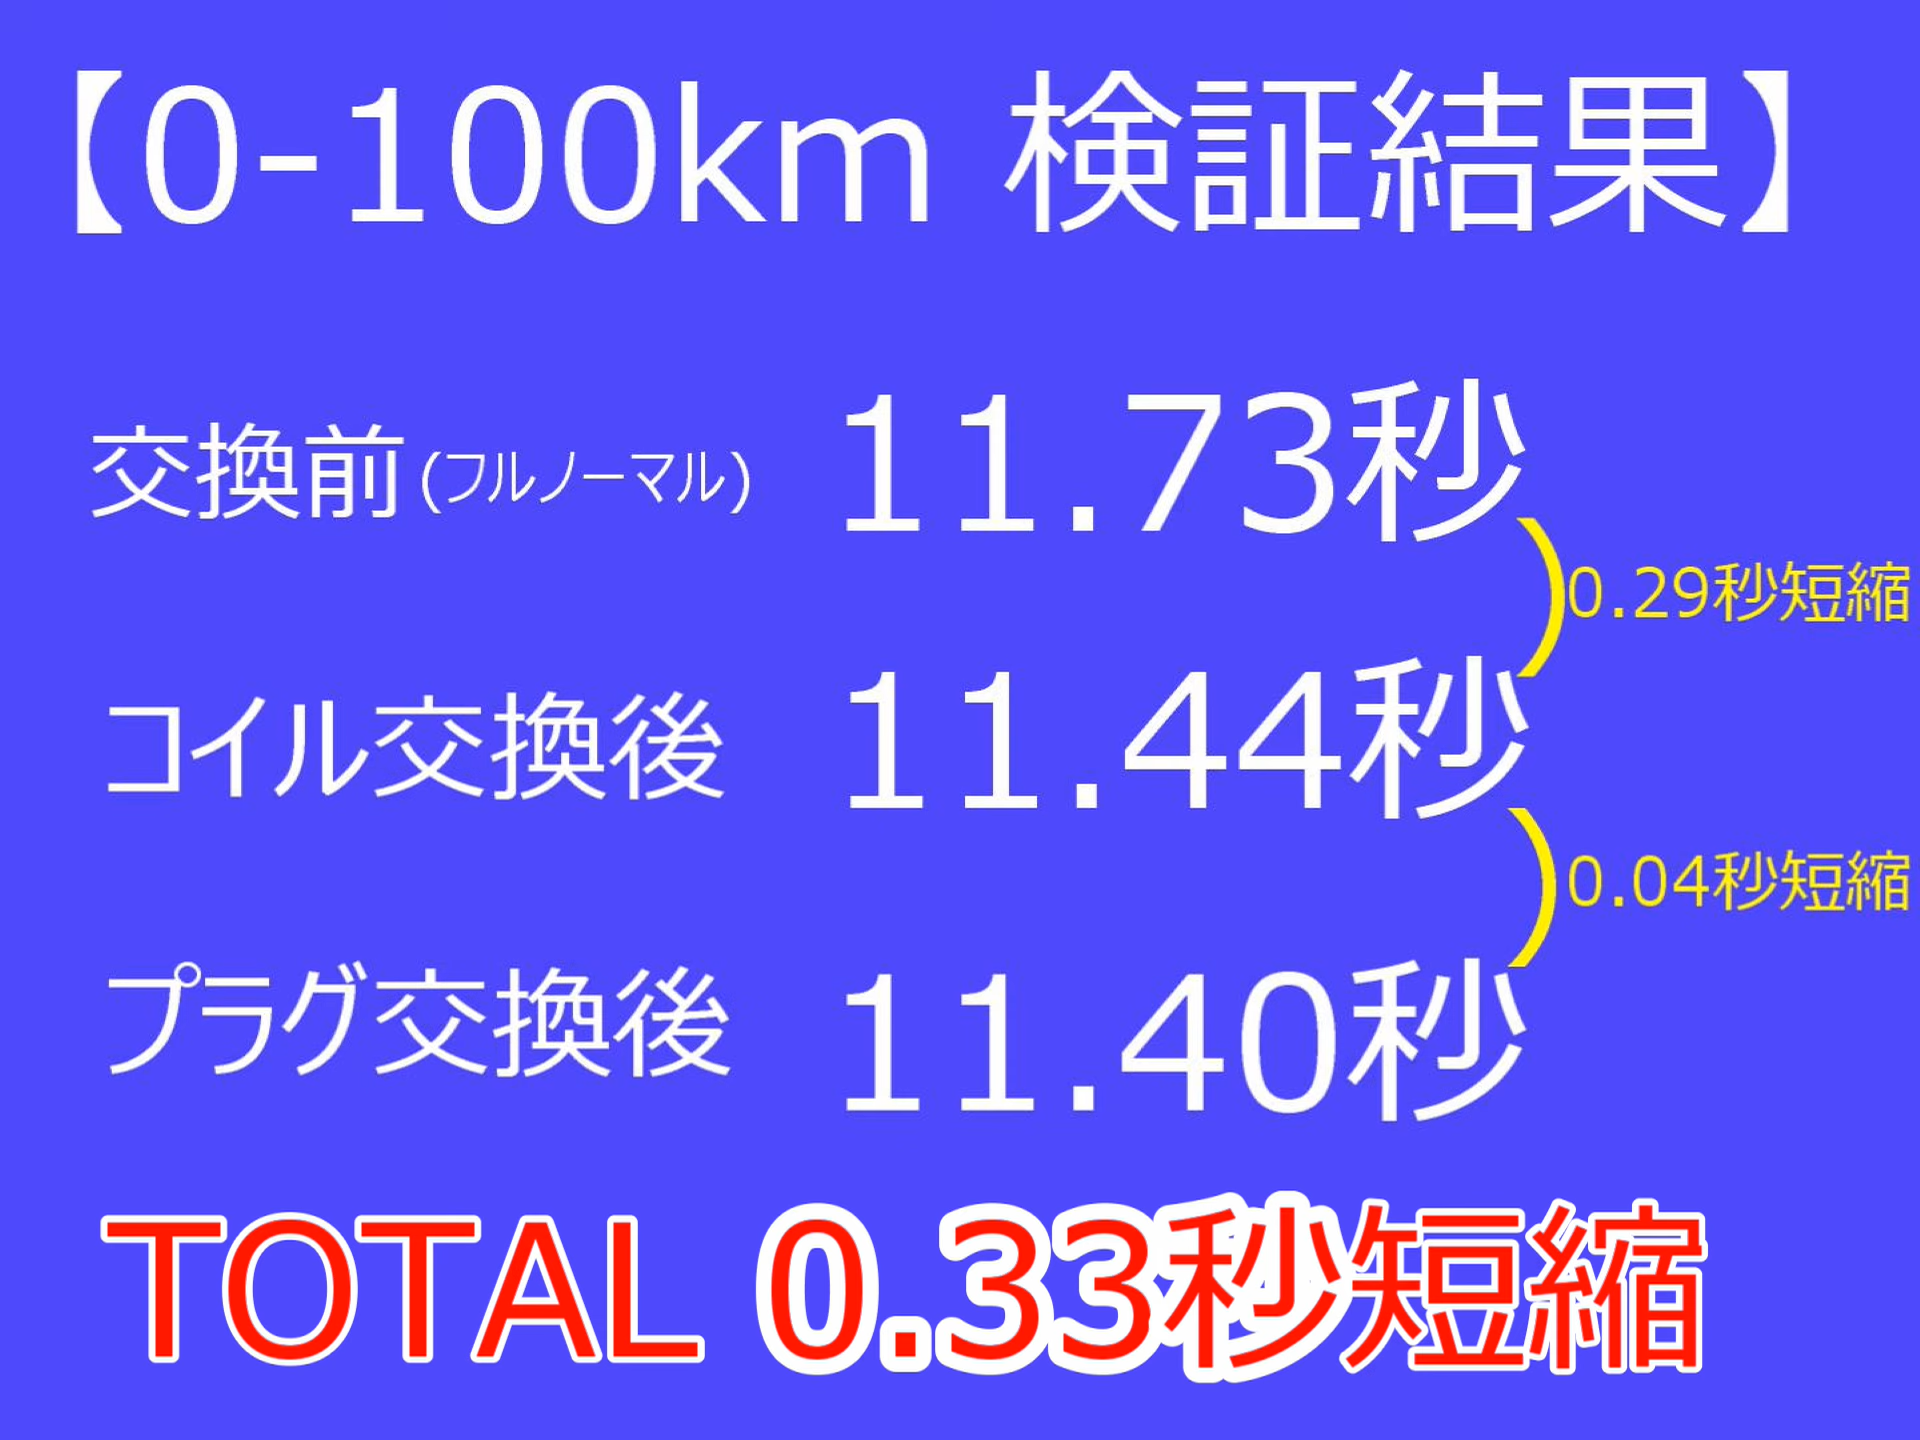 【0-100km 検証結果】
交換前(フルノーマル) 11.73秒
0.29秒短縮
コイル交換後 11.44秒
0.04秒短縮
プラグ交換後 11.40秒
TOTAL 0.33秒短縮